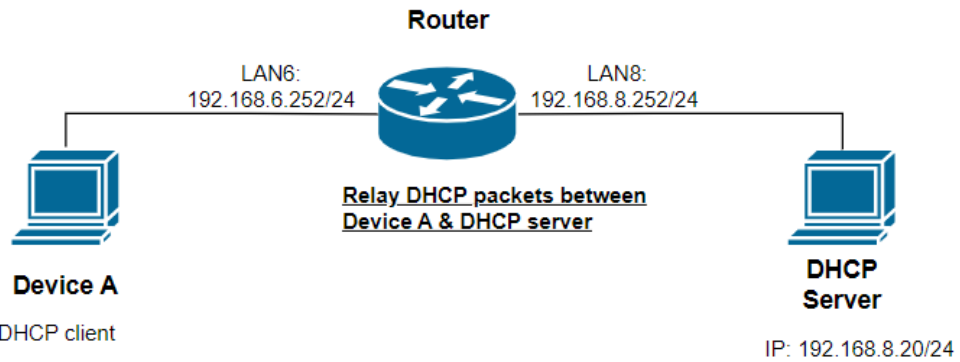 Router
LAN6:
192.168.6.252/24
LAN8:
192.168.8.252/24
Relay DHCP packets between
Device A & DHCP server
Device A
DHCP client
DHCP
Server
IP: 192.168.8.20/24